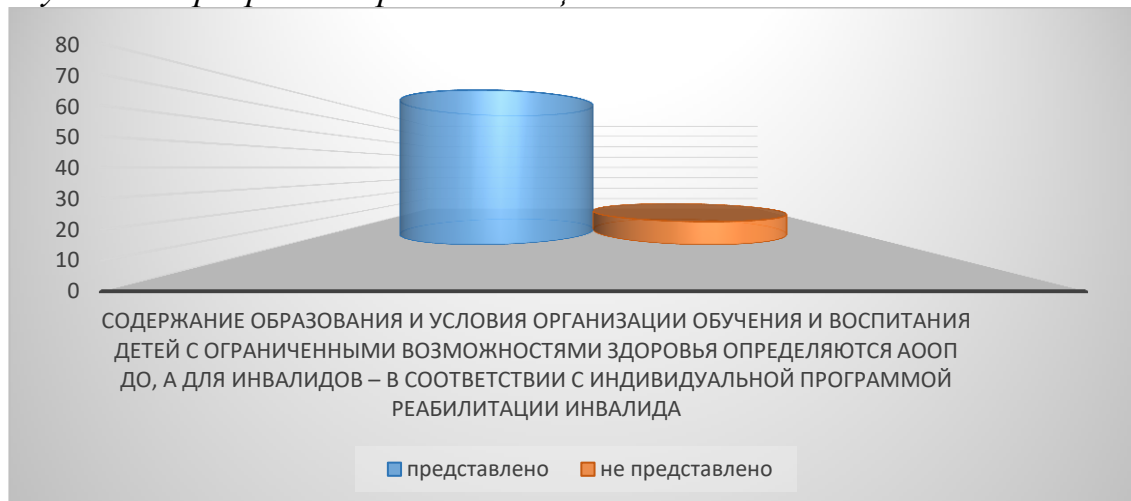 80
70
60
50
40
30
20
10
0
СОДЕРЖАНИЕ ОБРАЗОВАНИЯ И УСЛОВИЯ ОРГАНИЗАЦИИ ОБУЧЕНИЯ И ВОСПИТАНИЯ
ДЕТЕЙ С ОГРАНИЧЕННЫМИ ВОЗМОЖНОСТЯМИ ЗДОРОВЬЯ ОПРЕДЕЛЯЮТСЯ АООП
ДО, А ДЛЯ ИНВАЛИДОВ – В СООТВЕТСТВИИ С ИНДИВИДУАЛЬНОЙ ПРОГРАММОЙ
РЕАБИЛИТАЦИИ ИНВАЛИДА
представлено не представлено